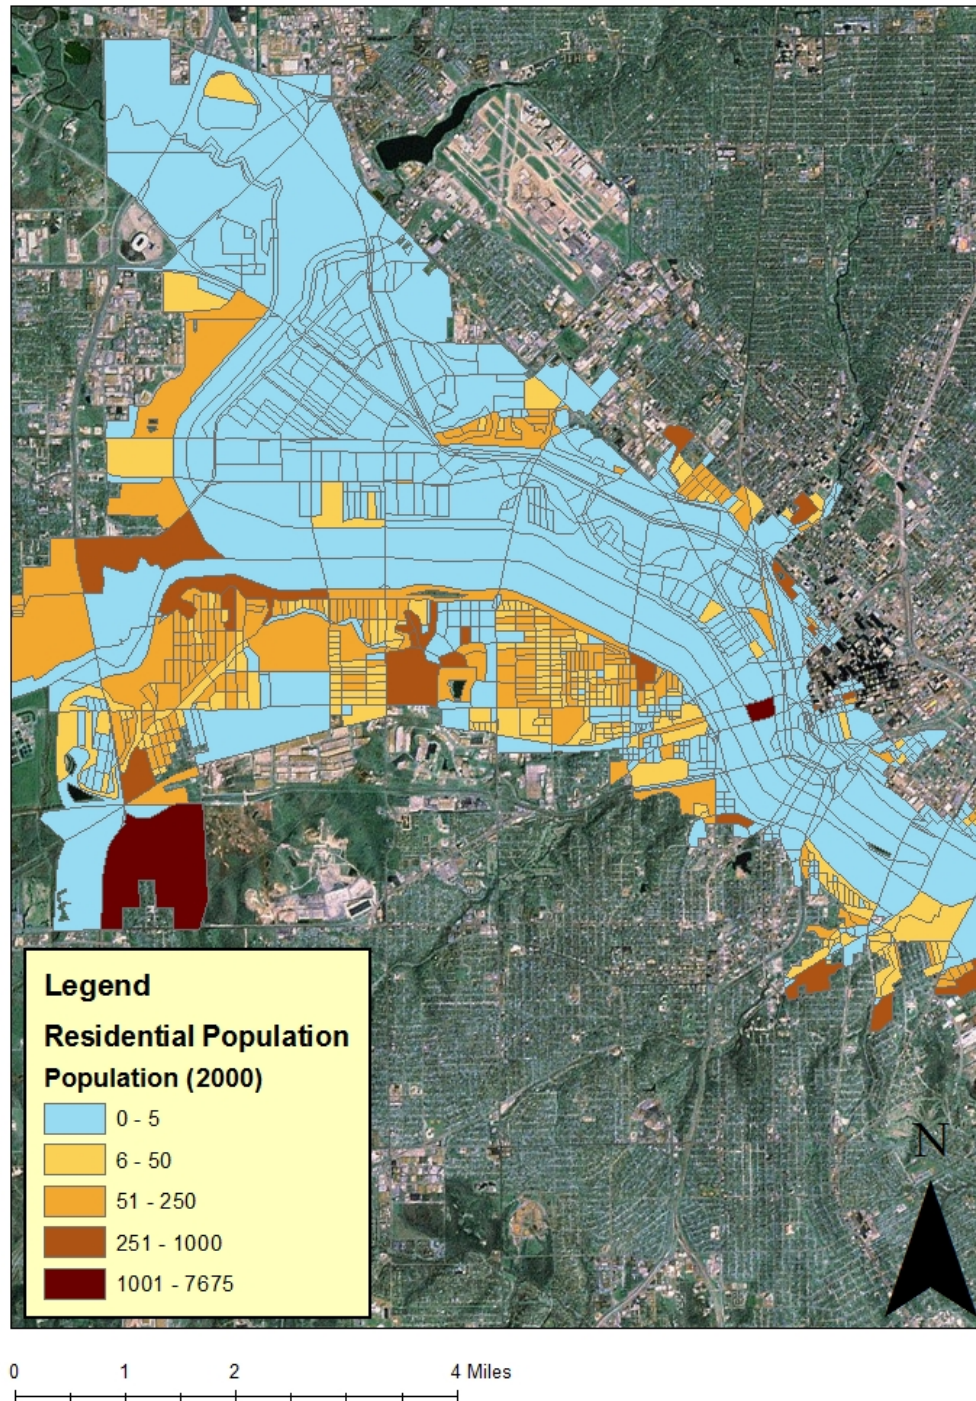 N
Legend
Residential Population
Population (2000)
0 - 5
6 - 50
51 - 250
251 - 1000
1001 - 7675
0 1 2 4 Miles